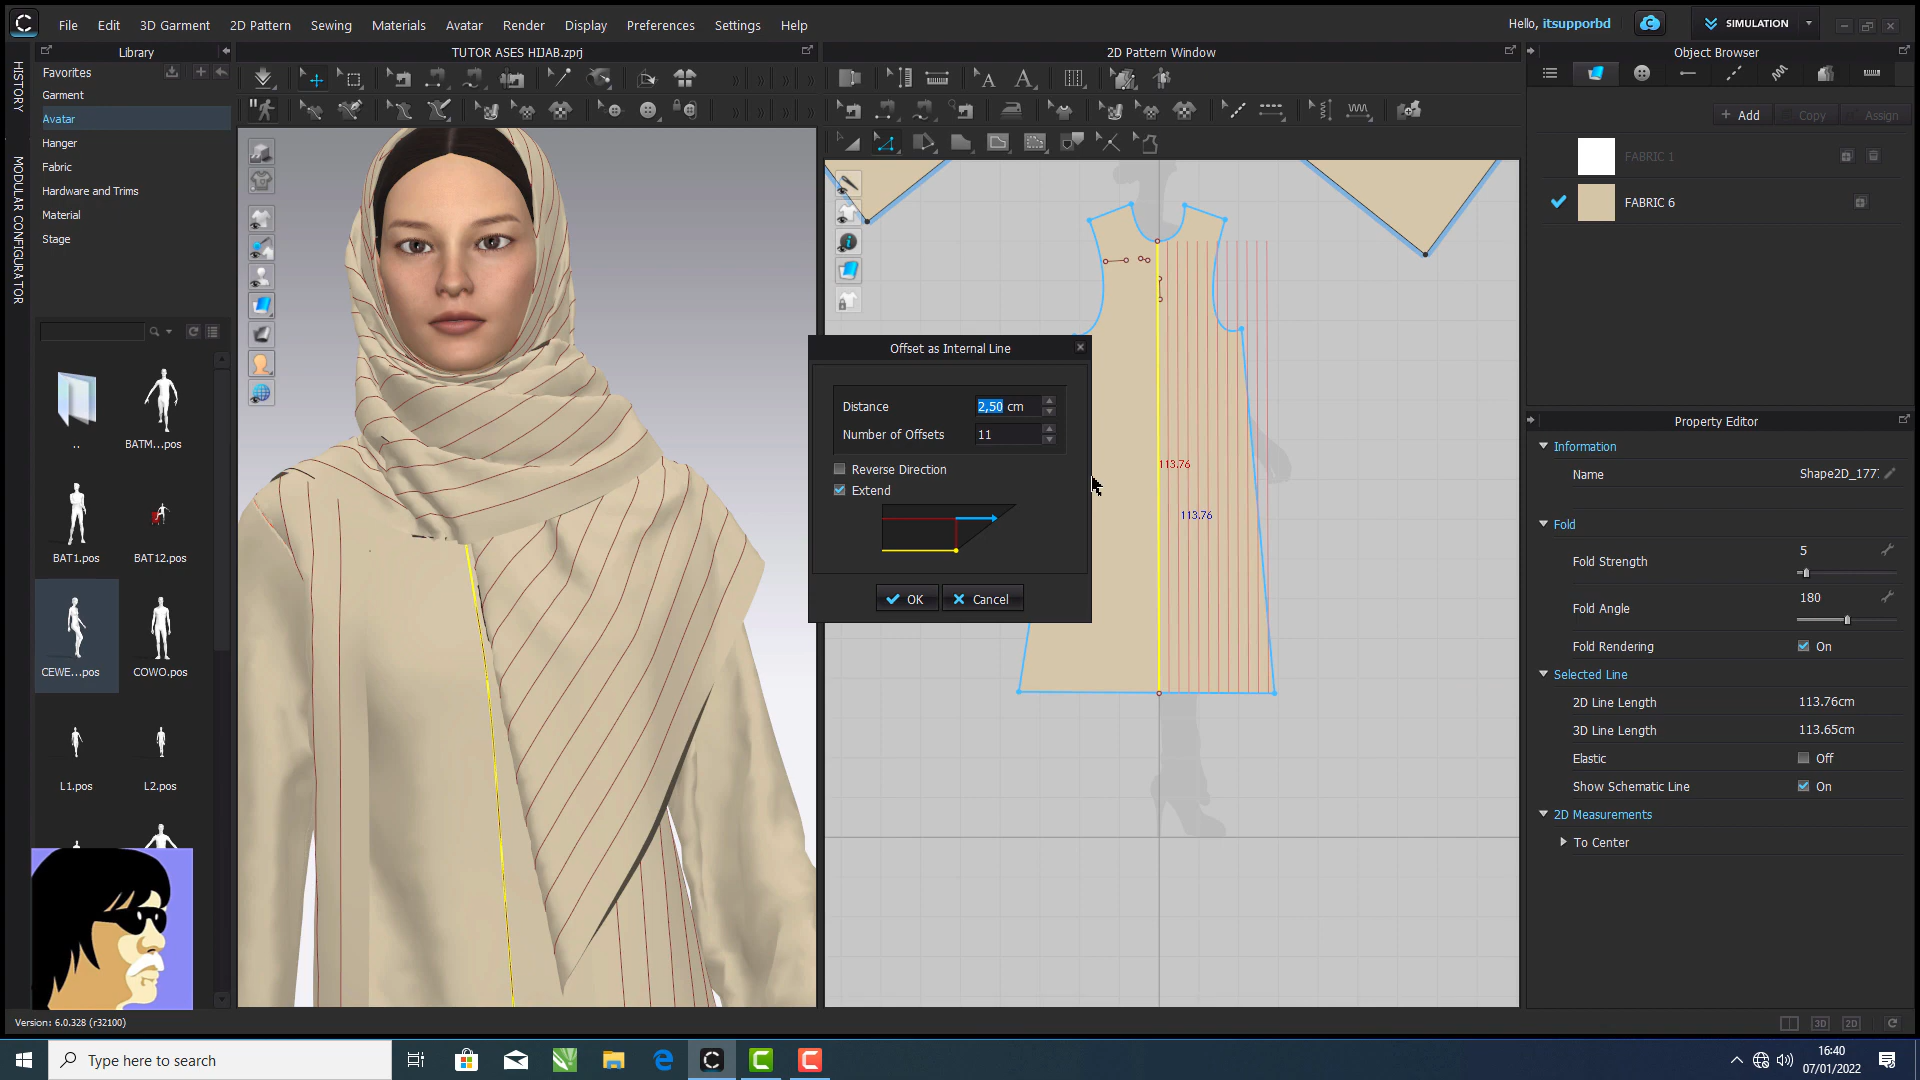 File Edit 3D Garment 2D Pattern Sewing Materials Avatar Render Display Preferences Settings Help
Hello, itsupporbd
SIMULATION
HISTORY
MODULAR CONFIGURATOR
Library
TUTOR ASES HIJAB.zprj
2D Pattern Window
Object Browser
Favorites
Garment
Avatar
Hanger
Fabric
Hardware and Trims
Material
Stage
..
BATM...pos
BAT1.pos
BAT12.pos
CEWE...pos
COWO.pos
L1.pos
L2.pos
Offset as Internal Line
Distance 2,50 cm
Number of Offsets 11
Reverse Direction
Extend
OK Cancel
113.76
113.76
+ Add Copy Assign
FABRIC 1
FABRIC 6
Property Editor
Information
Name Shape2D_177
Fold
Fold Strength 5
Fold Angle 180
Fold Rendering On
Selected Line
2D Line Length 113.76cm
3D Line Length 113.65cm
Elastic Off
Show Schematic Line On
2D Measurements
To Center
Version: 6.0.328 (r32100)
3D 2D
Type here to search
16:40
07/01/2022